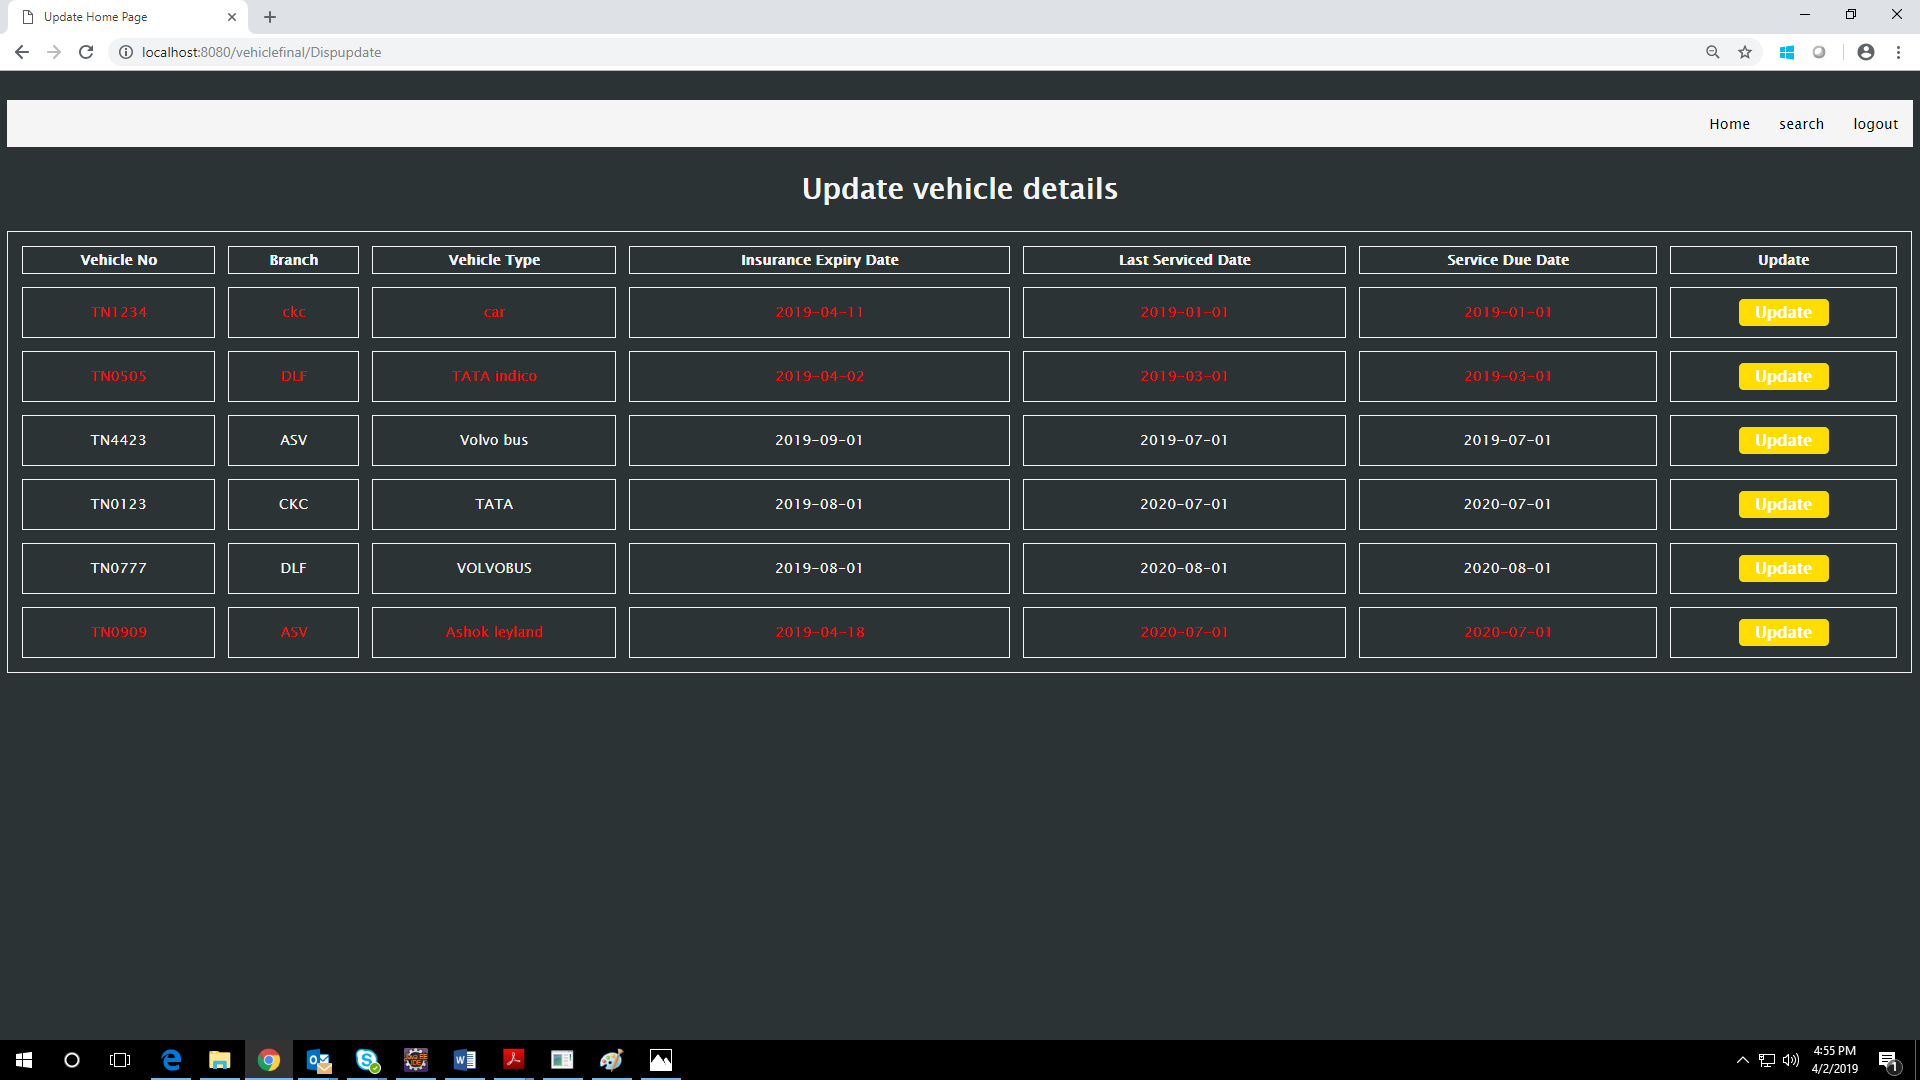 Update Home Page
localhost:8080/vehiclefinal/Dispupdate
Home search logout
Update vehicle details
Vehicle No Branch Vehicle Type Insurance Expiry Date Last Serviced Date Service Due Date Update
TN1234 ckc car 2019-04-11 2019-01-01 2019-01-01 Update
TN0505 DLF TATA indico 2019-04-02 2019-03-01 2019-03-01 Update
TN4423 ASV Volvo bus 2019-09-01 2019-07-01 2019-07-01 Update
TN0123 CKC TATA 2019-08-01 2020-07-01 2020-07-01 Update
TN0777 DLF VOLVOBUS 2019-08-01 2020-08-01 2020-08-01 Update
TN0909 ASV Ashok leyland 2019-04-18 2020-07-01 2020-07-01 Update
4:55 PM
4/2/2019
1